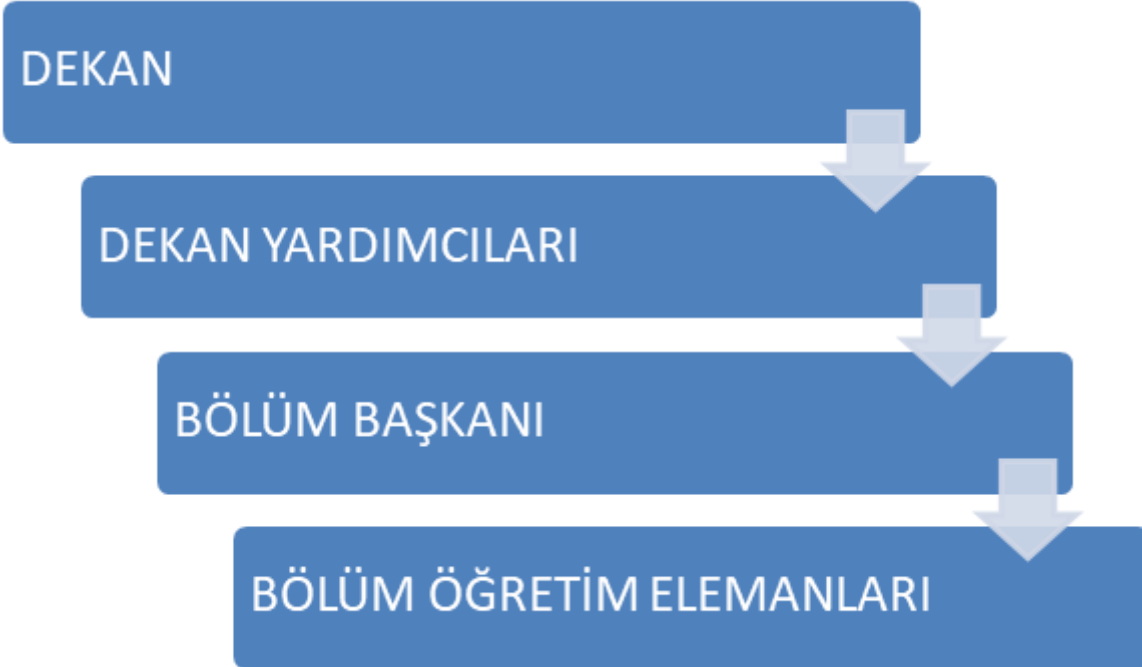 DEKAN
DEKAN YARDIMCILARI
BÖLÜM BAŞKANI
BÖLÜM ÖĞRETİM ELEMANLARI